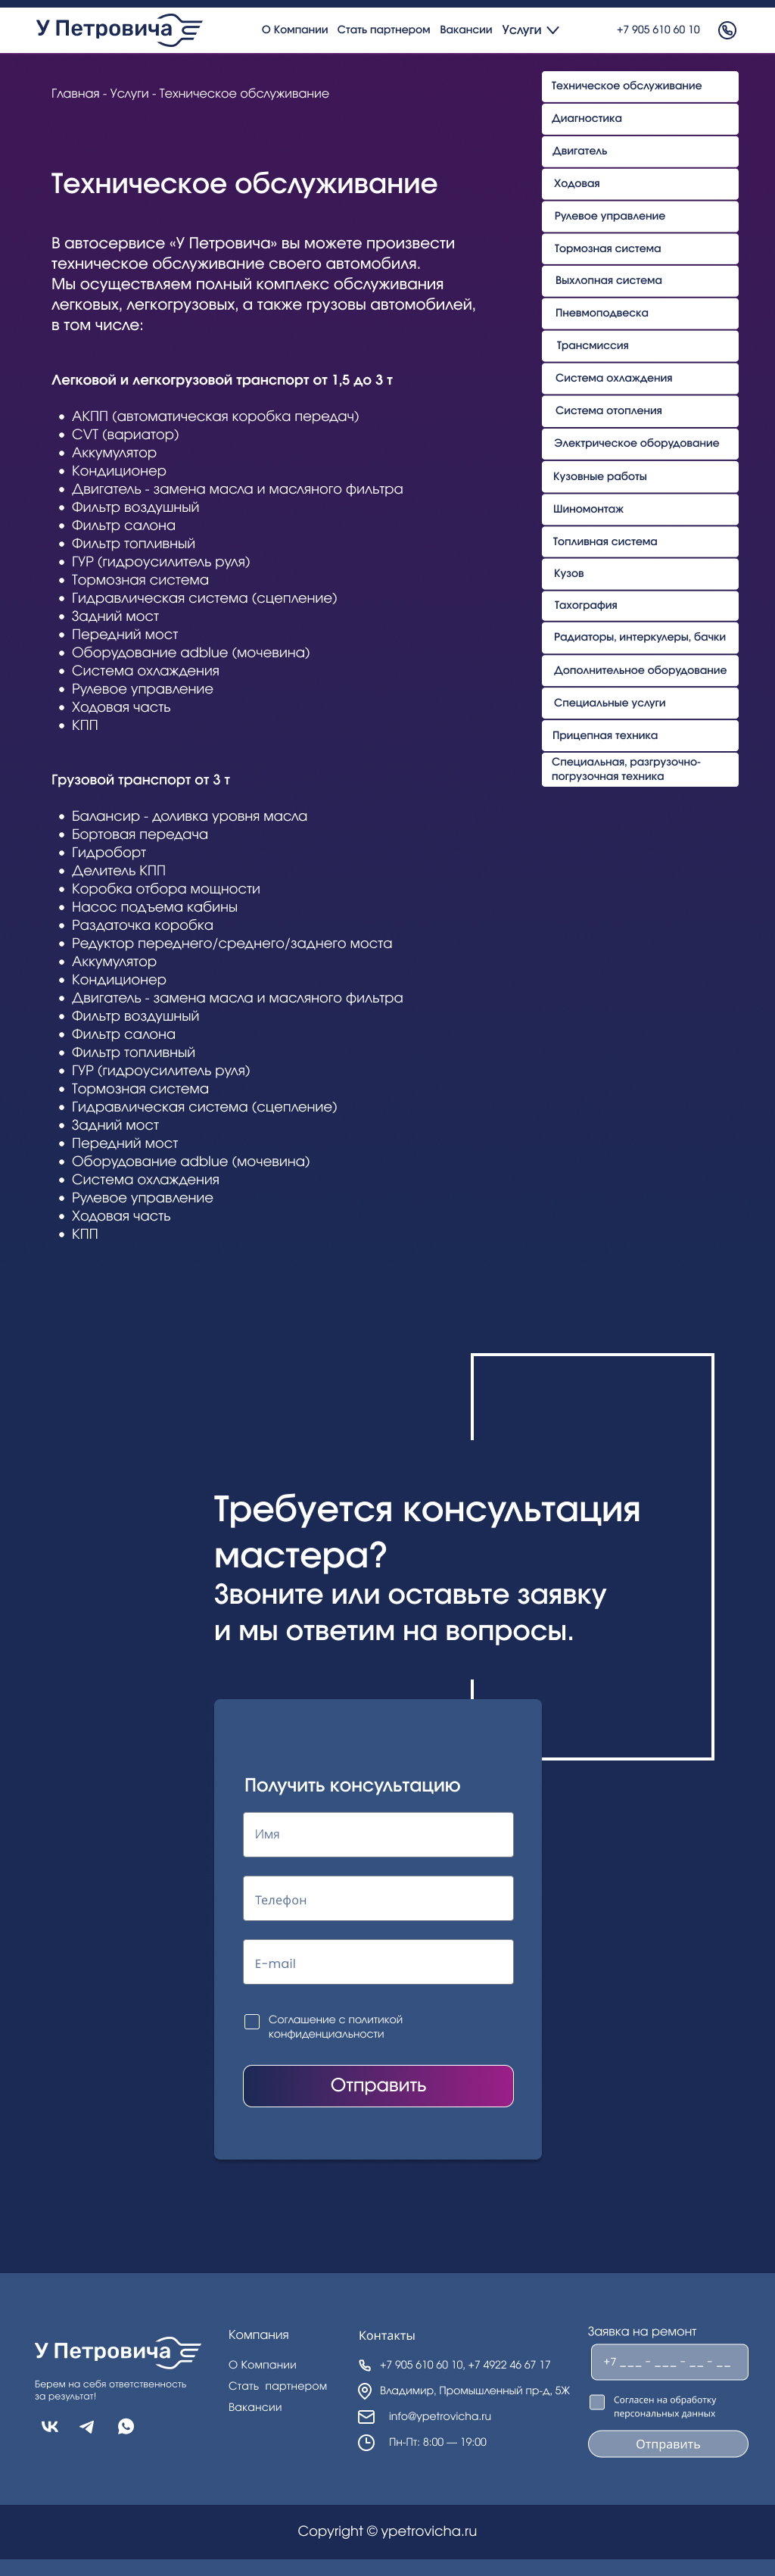 У Петровича
О Компании Стать партнером Вакансии Услуги
+7 905 610 60 10
Главная - Услуги - Техническое обслуживание
Техническое обслуживание
В автосервисе «У Петровича» вы можете произвести
техническое обслуживание своего автомобиля.
Мы осуществляем полный комплекс обслуживания
легковых, легкогрузовых, а также грузовы автомобилей,
в том числе:
Легковой и легкогрузовой транспорт от 1,5 до 3 т
• АКПП (автоматическая коробка передач)
• CVT (вариатор)
• Аккумулятор
• Кондиционер
• Двигатель - замена масла и масляного фильтра
• Фильтр воздушный
• Фильтр салона
• Фильтр топливный
• ГУР (гидроусилитель руля)
• Тормозная система
• Гидравлическая система (сцепление)
• Задний мост
• Передний мост
• Оборудование adblue (мочевина)
• Система охлаждения
• Рулевое управление
• Ходовая часть
• КПП
Грузовой транспорт от 3 т
• Балансир - доливка уровня масла
• Бортовая передача
• Гидроборт
• Делитель КПП
• Коробка отбора мощности
• Насос подъема кабины
• Раздаточка коробка
• Редуктор переднего/среднего/заднего моста
• Аккумулятор
• Кондиционер
• Двигатель - замена масла и масляного фильтра
• Фильтр воздушный
• Фильтр салона
• Фильтр топливный
• ГУР (гидроусилитель руля)
• Тормозная система
• Гидравлическая система (сцепление)
• Задний мост
• Передний мост
• Оборудование adblue (мочевина)
• Система охлаждения
• Рулевое управление
• Ходовая часть
• КПП
Техническое обслуживание
Диагностика
Двигатель
Ходовая
Рулевое управление
Тормозная система
Выхлопная система
Пневмоподвеска
Трансмиссия
Система охлаждения
Система отопления
Электрическое оборудование
Кузовные работы
Шиномонтаж
Топливная система
Кузов
Тахография
Радиаторы, интеркулеры, бачки
Дополнительное оборудование
Специальные услуги
Прицепная техника
Специальная, разгрузочно-
погрузочная техника
Требуется консультация
мастера?
Звоните или оставьте заявку
и мы ответим на вопросы.
Получить консультацию
Имя
Телефон
E-mail
Соглашение с политикой
конфиденциальности
Отправить
У Петровича
Берем на себя ответственность
за результат!
Компания
О Компании
Стать партнером
Вакансии
Контакты
+7 905 610 60 10, +7 4922 46 67 17
Владимир, Промышленный пр-д, 5Ж
info@ypetrovicha.ru
Пн-Пт: 8:00 — 19:00
Заявка на ремонт
+7 _ _ _ - _ _ _ - _ _ - _ _
Согласен на обработку
персональных данных
Отправить
Copyright © ypetrovicha.ru